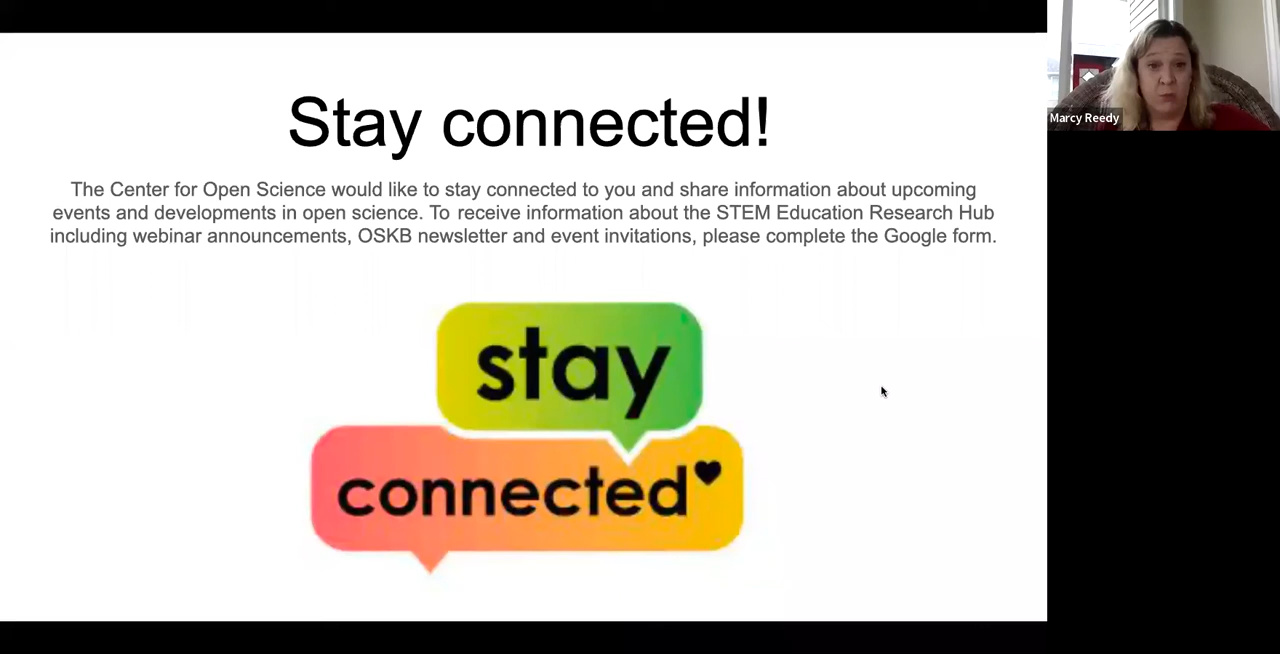 Stay connected!
The Center for Open Science would like to stay connected to you and share information about upcoming
events and developments in open science. To receive information about the STEM Education Research Hub
including webinar announcements, OSKB newsletter and event invitations, please complete the Google form.
stay
connected
Marcy Reedy